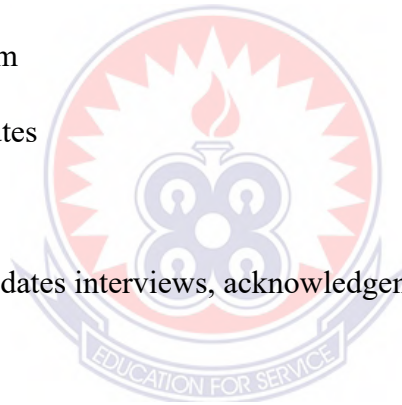 m
tes
dates interviews, acknowledgen
EDUCATION FOR SERVICE